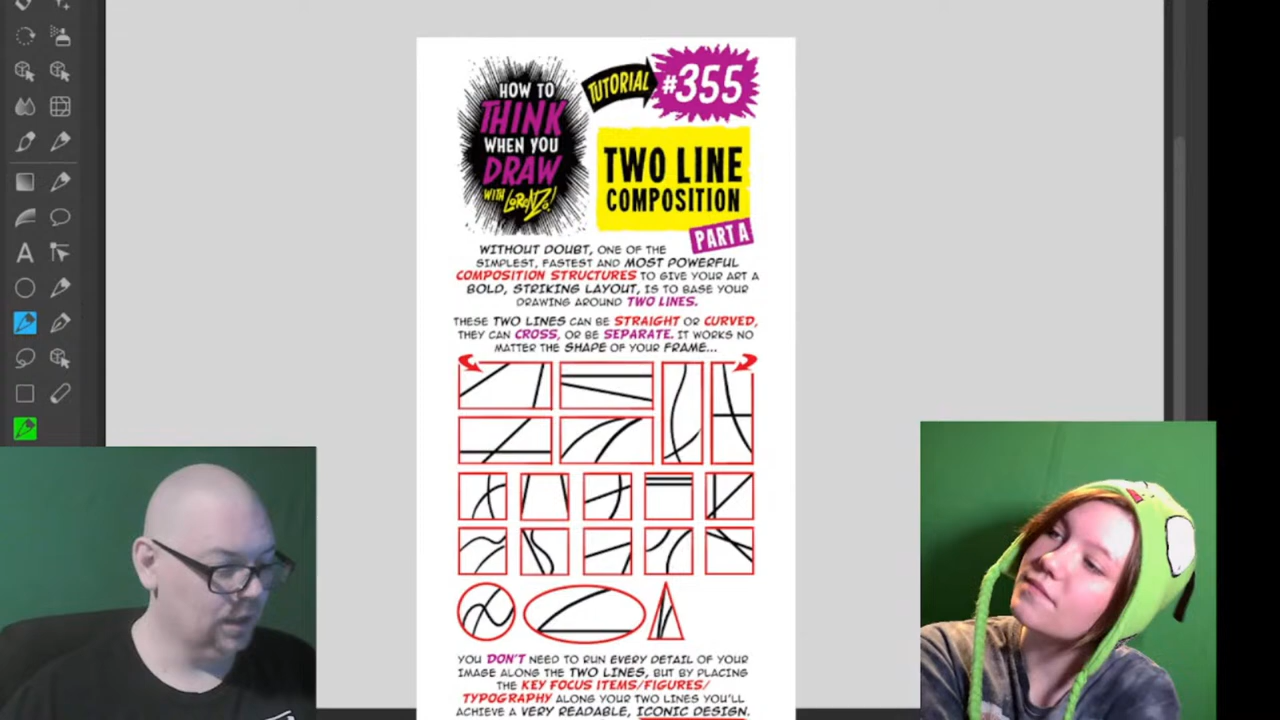 HOW TO
THINK
WHEN YOU
DRAW
WITH LORENZO!
TUTORIAL
#355
TWO LINE
COMPOSITION
PART A
WITHOUT DOUBT, ONE OF THE
SIMPLEST, FASTEST AND MOST POWERFUL
COMPOSITION STRUCTURES TO GIVE YOUR ART A
BOLD, STRIKING LAYOUT, IS TO BASE YOUR
DRAWING AROUND TWO LINES.
THESE TWO LINES CAN BE STRAIGHT OR CURVED,
THEY CAN CROSS, OR BE SEPARATE. IT WORKS NO
MATTER THE SHAPE OF YOUR FRAME...
YOU DON'T NEED TO RUN EVERY DETAIL OF YOUR
IMAGE ALONG THE TWO LINES, BUT BY PLACING
THE KEY FOCUS ITEMS/FIGURES/
TYPOGRAPHY ALONG YOUR TWO LINES YOU'LL
ACHIEVE A VERY READABLE, ICONIC DESIGN.